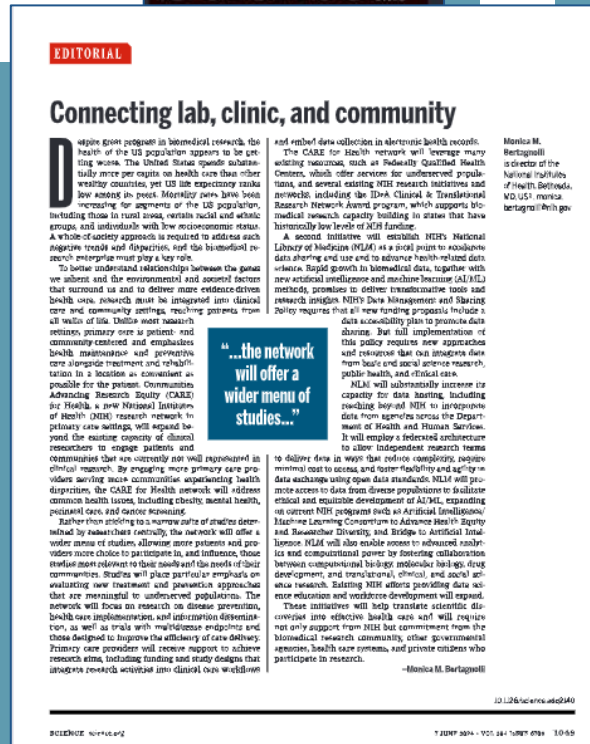 EDITORIAL
Connecting lab, clinic, and community
Despite great progress in biomedical research, the
health of the US population appears to be get-
ting worse. The United States spends substan-
tially more per capita on health care than other
wealthy countries, yet US life expectancy ranks
low among its peers. Mortality rates have been
increasing for segments of the US population,
including those in rural areas, certain racial and ethnic
groups, and individuals with low socioeconomic status.
A whole-of-society approach is required to address such
negative trends and disparities, and the biomedical re-
search enterprise must play a key role.
To better understand relationships between the genes
we inherit and the environmental and societal factors
that surround us and to deliver more evidence-driven
health care, research must be integrated into clinical
care and community settings, reaching patients from
all walks of life. Unlike most research
settings, primary care is patient- and
community-centered and emphasizes
health maintenance and preventive
care alongside treatment and rehabili-
tation in a location as convenient as
possible for the patient. Communities
Advancing Research Equity (CARE)
for Health, a new National Institutes
of Health (NIH) research network in
primary care settings, will expand be-
yond the existing capacity of clinical
researchers to engage patients and
communities that are currently not well represented in
clinical research. By engaging more primary care pro-
viders serving more communities experiencing health
disparities, the CARE for Health network will address
common health issues, including obesity, mental health,
perinatal care, and cancer screening.
Rather than sticking to a narrow suite of studies deter-
mined by researchers centrally, the network will offer a
wider menu of studies, allowing more patients and pro-
viders more choice to participate in, and influence, those
studies most relevant to their needs and the needs of their
communities. Studies will place particular emphasis on
evaluating new treatment and prevention approaches
that are meaningful to underserved populations. The
network will focus on research on disease prevention,
health care implementation, and information dissemina-
tion, as well as trials with multidisease endpoints and
those designed to improve the efficiency of care delivery.
Primary care providers will receive support to achieve
research aims, including funding and study designs that
integrate research activities into clinical care workflows
and embed data collection in electronic health records.
The CARE for Health network will leverage many
existing resources, such as Federally Qualified Health
Centers, which offer services for underserved popula-
tions, and several existing NIH research initiatives and
networks, including the IDeA Clinical & Translational
Research Network Award program, which supports bio-
medical research capacity building in states that have
historically low levels of NIH funding.
A second initiative will establish NIH's National
Library of Medicine (NLM) as a focal point to accelerate
data sharing and use and to advance health-related data
science. Rapid growth in biomedical data, together with
new artificial intelligence and machine learning (AI/ML)
methods, promises to deliver transformative tools and
research insights. NIH's Data Management and Sharing
Policy requires that all new funding proposals include a
data accessibility plan to promote data
sharing. But full implementation of
this policy requires new approaches
and resources that can integrate data
from basic and social science research,
public health, and clinical care.
NLM will substantially increase its
capacity for data hosting, including
reaching beyond NIH to incorporate
data from agencies across the Depart-
ment of Health and Human Services.
It will employ a federated architecture
to allow independent research teams
to deliver data in ways that reduce complexity, require
minimal cost to access, and foster flexibility and agility in
data exchange using open data standards. NLM will pro-
mote access to data from diverse populations to facilitate
ethical and equitable development of AI/ML, expanding
on current NIH programs such as Artificial Intelligence/
Machine Learning Consortium to Advance Health Equity
and Researcher Diversity, and Bridge to Artificial Intel-
ligence. NLM will also enable access to advanced analyt-
ics and computational power by fostering collaboration
between computational biology, molecular biology, drug
development, and translational, clinical, and social sci-
ence research. Existing NIH efforts providing data sci-
ence education and workforce development will expand.
These initiatives will help translate scientific dis-
coveries into effective health care and will require
not only support from NIH but commitment from the
biomedical research community, other governmental
agencies, health care systems, and private citizens who
participate in research.
–Monica M. Bertagnolli
“...the network
will offer a
wider menu of
studies...”
Monica M.
Bertagnolli
is director of the
National Institutes
of Health, Bethesda,
MD, USA. monica.
bertagnolli@nih.gov
SCIENCE science.org
7 JUNE 2024 • VOL 384 ISSUE 6700 1049